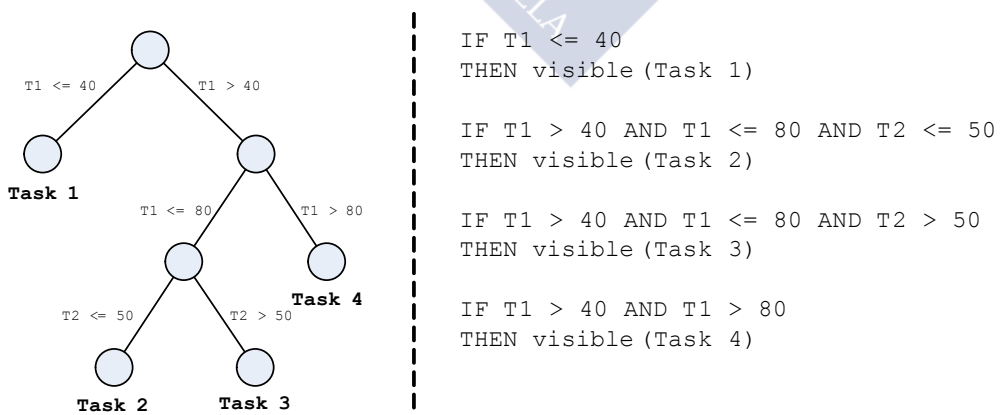 T1 <= 40
T1 > 40
Task 1
T1 <= 80
T1 > 80
Task 4
T2 <= 50
T2 > 50
Task 2
Task 3
IF T1 <= 40
THEN visible(Task 1)
IF T1 > 40 AND T1 <= 80 AND T2 <= 50
THEN visible(Task 2)
IF T1 > 40 AND T1 <= 80 AND T2 > 50
THEN visible(Task 3)
IF T1 > 40 AND T1 > 80
THEN visible(Task 4)